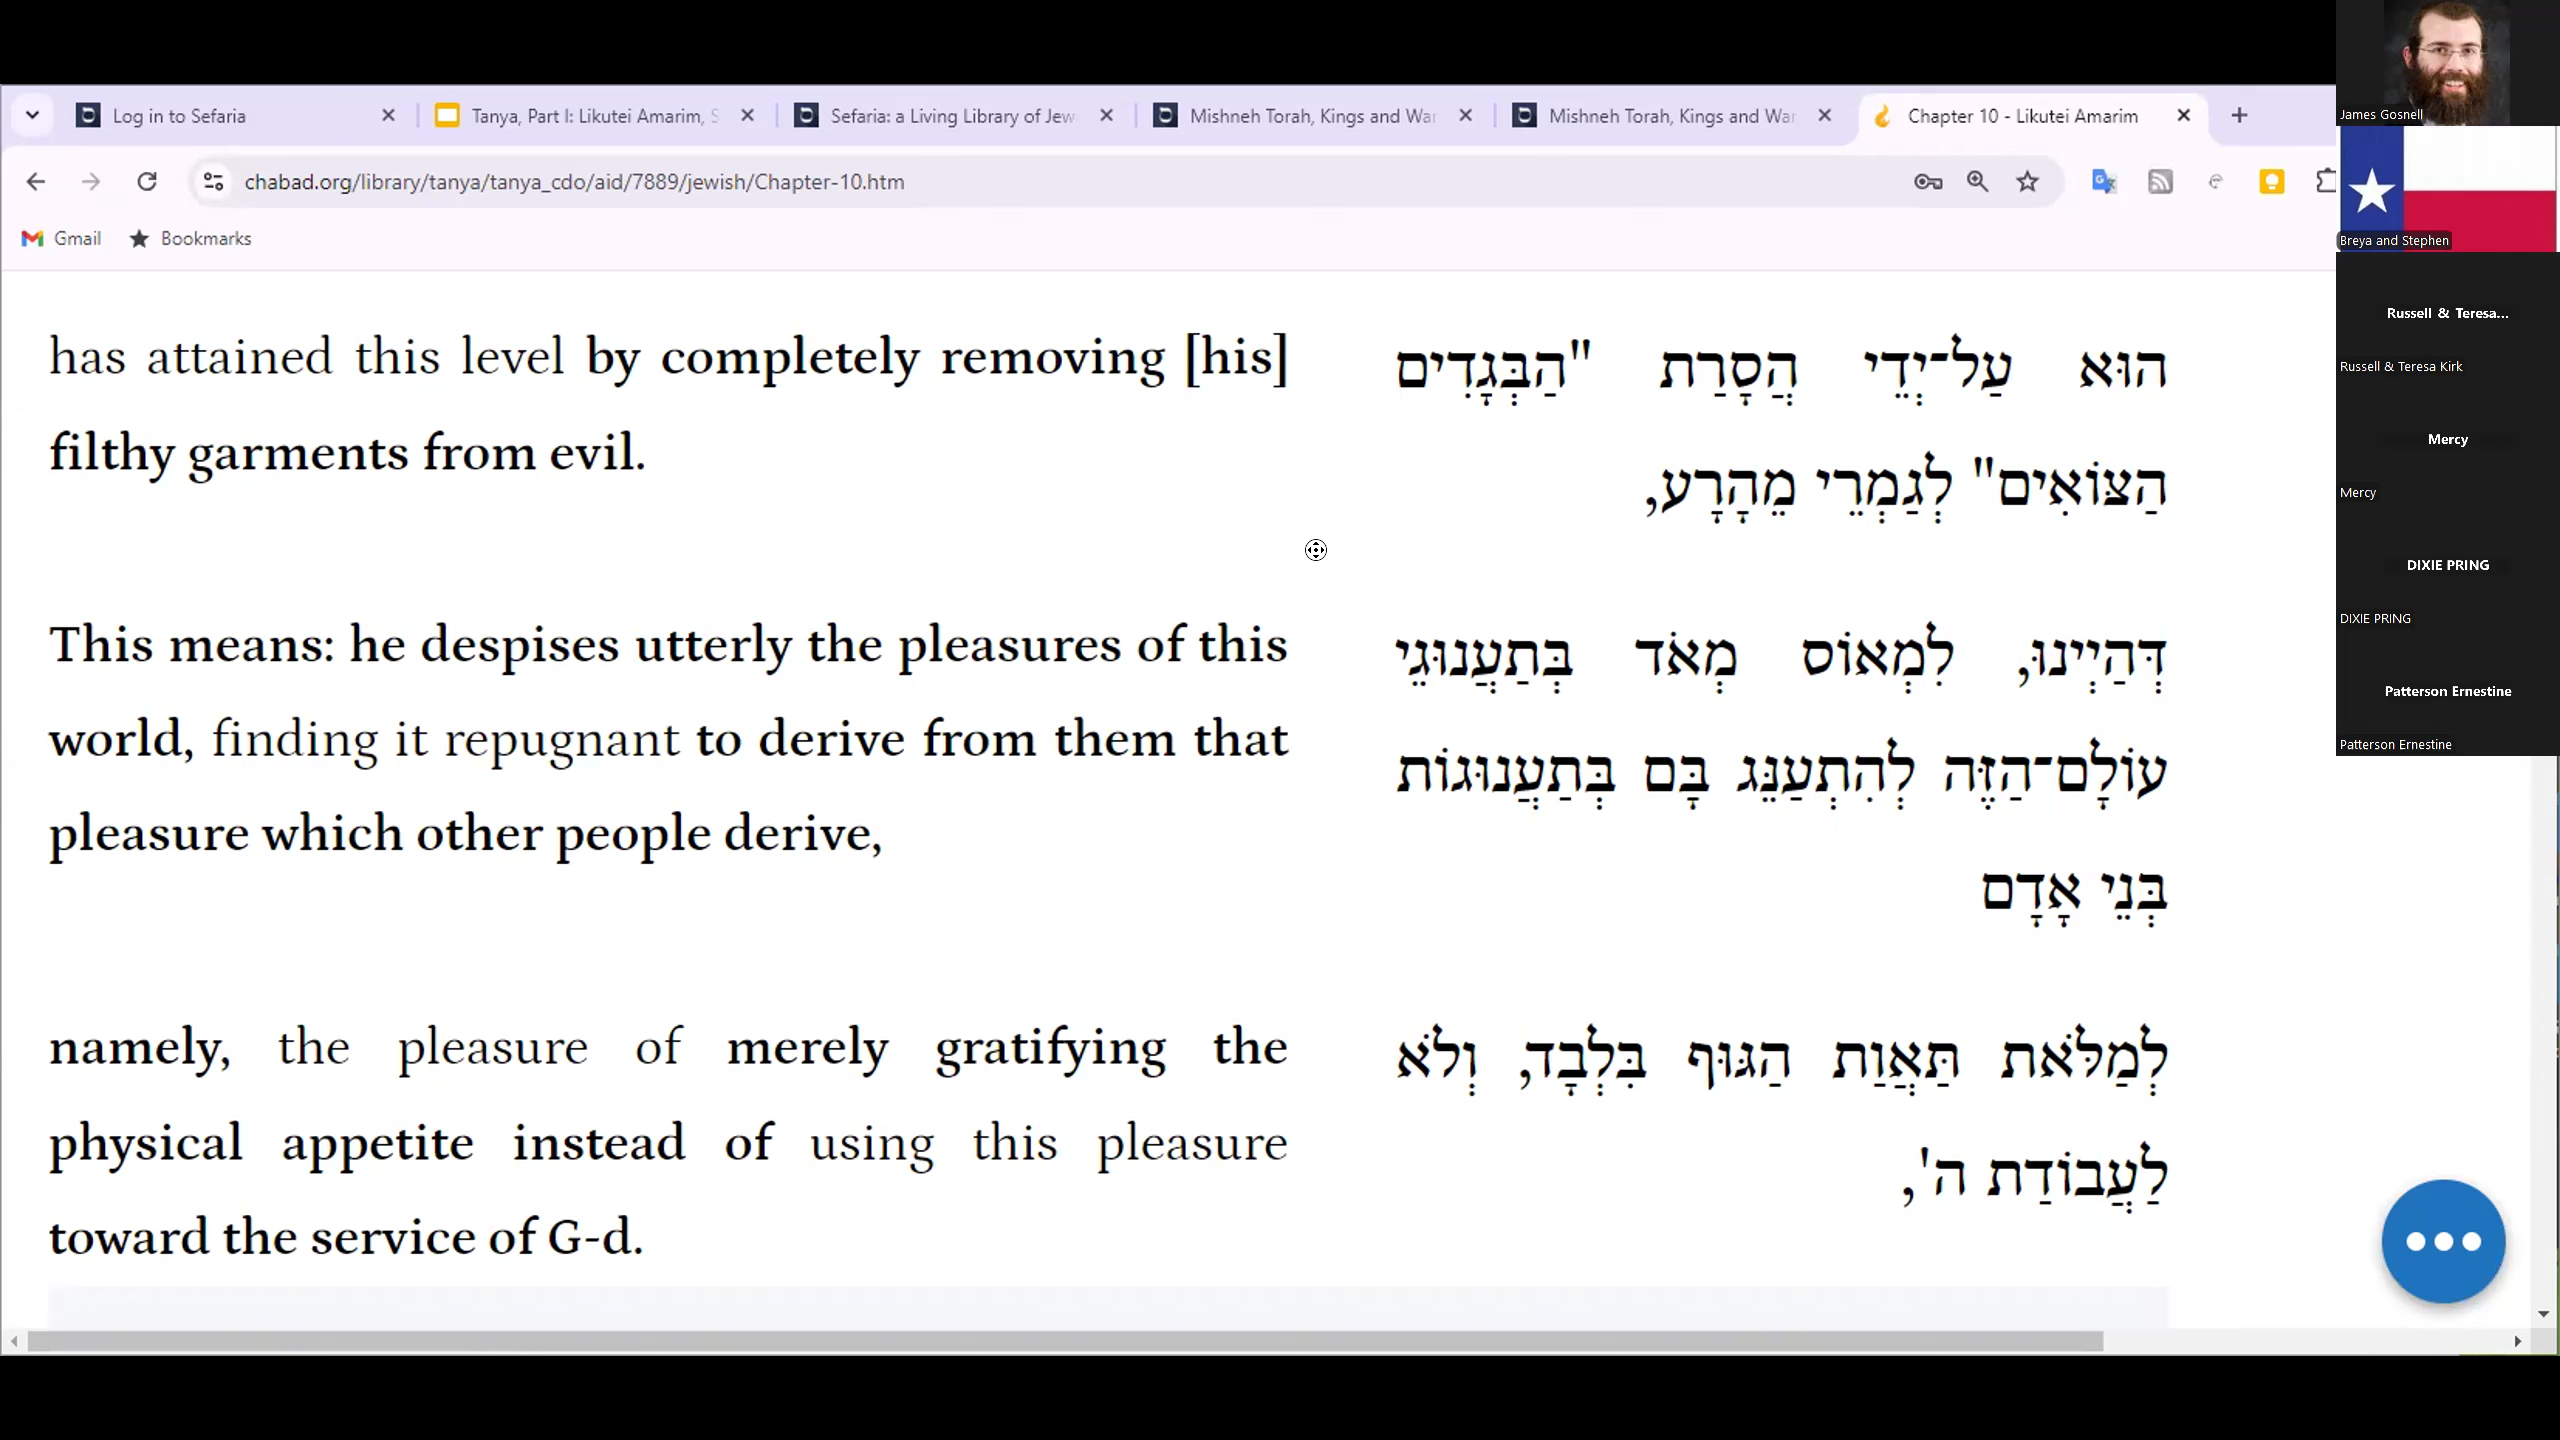 Log in to Sefaria
Tanya, Part I: Likutei Amarim, S
Sefaria: a Living Library of Jew
Mishneh Torah, Kings and War
Mishneh Torah, Kings and War
Chapter 10 - Likutei Amarim
chabad.org/library/tanya/tanya_cdo/aid/7889/jewish/Chapter-10.htm
Gmail
Bookmarks
has attained this level by completely removing [his]
filthy garments from evil.
הוּא עַל־יְדֵי הֲסָרַת "הַבְּגָדִים
הַצּוֹאִים" לְגַמְרֵי מֵהָרָע,
This means: he despises utterly the pleasures of this
world, finding it repugnant to derive from them that
pleasure which other people derive,
דְּהַיְינוּ, לִמְאוֹס מְאֹד בְּתַעֲנוּגֵי
עוֹלָם־הַזֶּה לְהִתְעַנֵּג בָּם בְּתַעֲנוּגוֹת
בְּנֵי אָדָם
namely, the pleasure of merely gratifying the
physical appetite instead of using this pleasure
toward the service of G-d.
לְמַלֹּאת תַּאֲוַת הַגּוּף בִּלְבָד, וְלֹא
לַעֲבוֹדַת ה',
James Gosnell
Breya and Stephen
Russell & Teresa...
Russell & Teresa Kirk
Mercy
Mercy
DIXIE PRING
DIXIE PRING
Patterson Ernestine
Patterson Ernestine